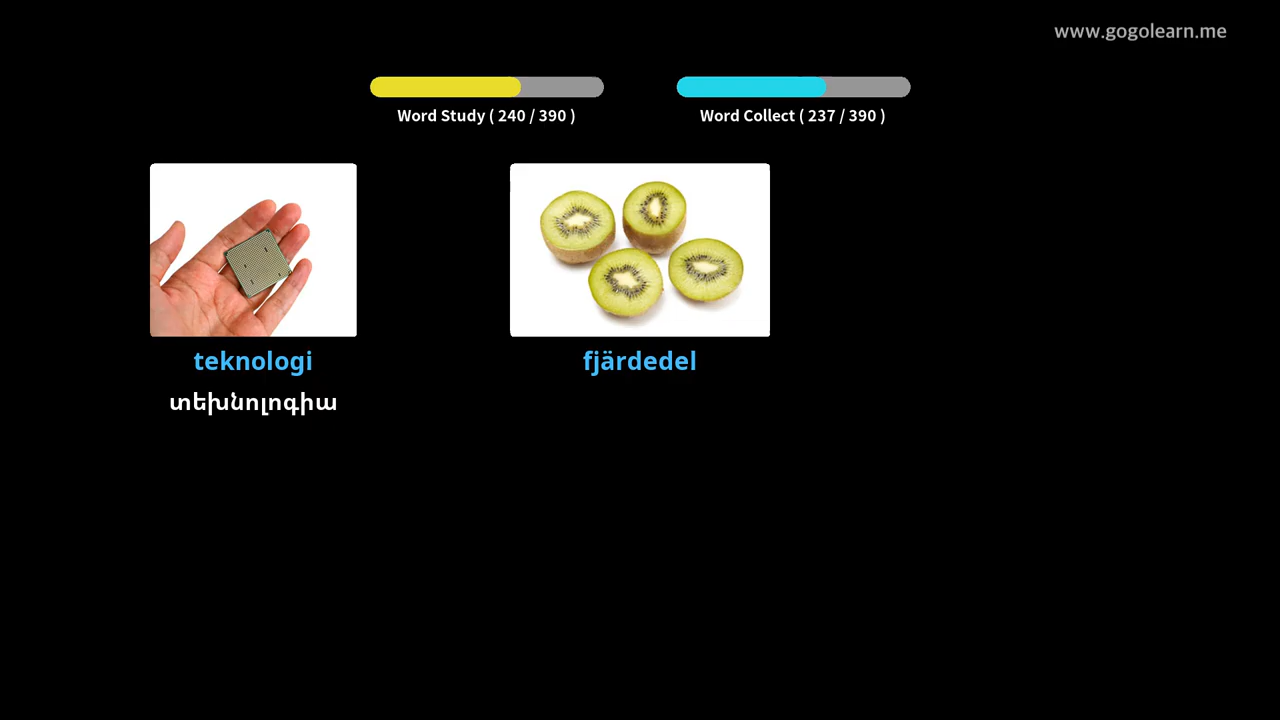 www.gogolearn.me
Word Study ( 240 / 390 )
Word Collect ( 237 / 390 )
teknologi
fjärdedel
տեխնոլոգիա